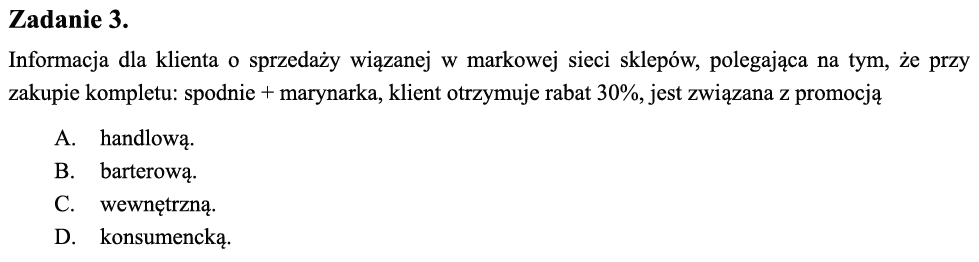 Zadanie 3.
Informacja dla klienta o sprzedaży wiązanej w markowej sieci sklepów, polegająca na tym, że przy
zakupie kompletu: spodnie + marynarka, klient otrzymuje rabat 30%, jest związana z promocją
A. handlową.
B. barterową.
C. wewnętrzną.
D. konsumencką.